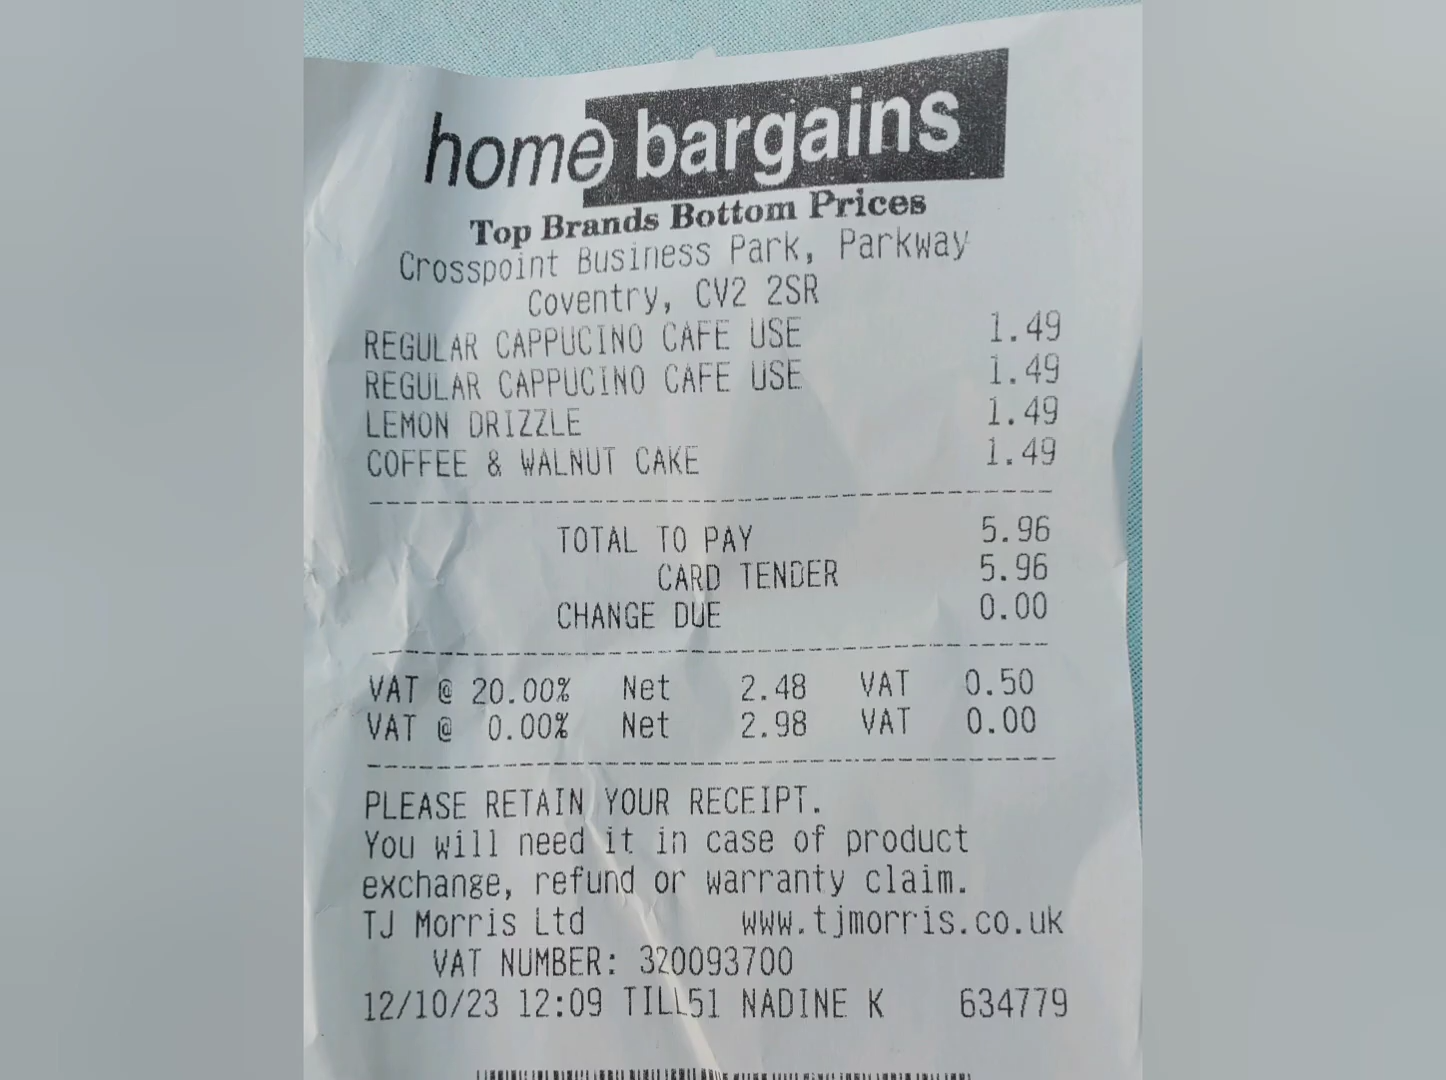 home bargains
Top Brands Bottom Prices
Crosspoint Business Park, Parkway
Coventry, CV2 2SR
REGULAR CAPPUCINO CAFE USE 1.49
REGULAR CAPPUCINO CAFE USE 1.49
LEMON DRIZZLE 1.49
COFFEE & WALNUT CAKE 1.49
TOTAL TO PAY 5.96
CARD TENDER 5.96
CHANGE DUE 0.00
VAT @ 20.00% Net 2.48 VAT 0.50
VAT @ 0.00% Net 2.98 VAT 0.00
PLEASE RETAIN YOUR RECEIPT.
You will need it in case of product
exchange, refund or warranty claim.
TJ Morris Ltd www.tjmorris.co.uk
VAT NUMBER: 320093700
12/10/23 12:09 TILL51 NADINE K 634779